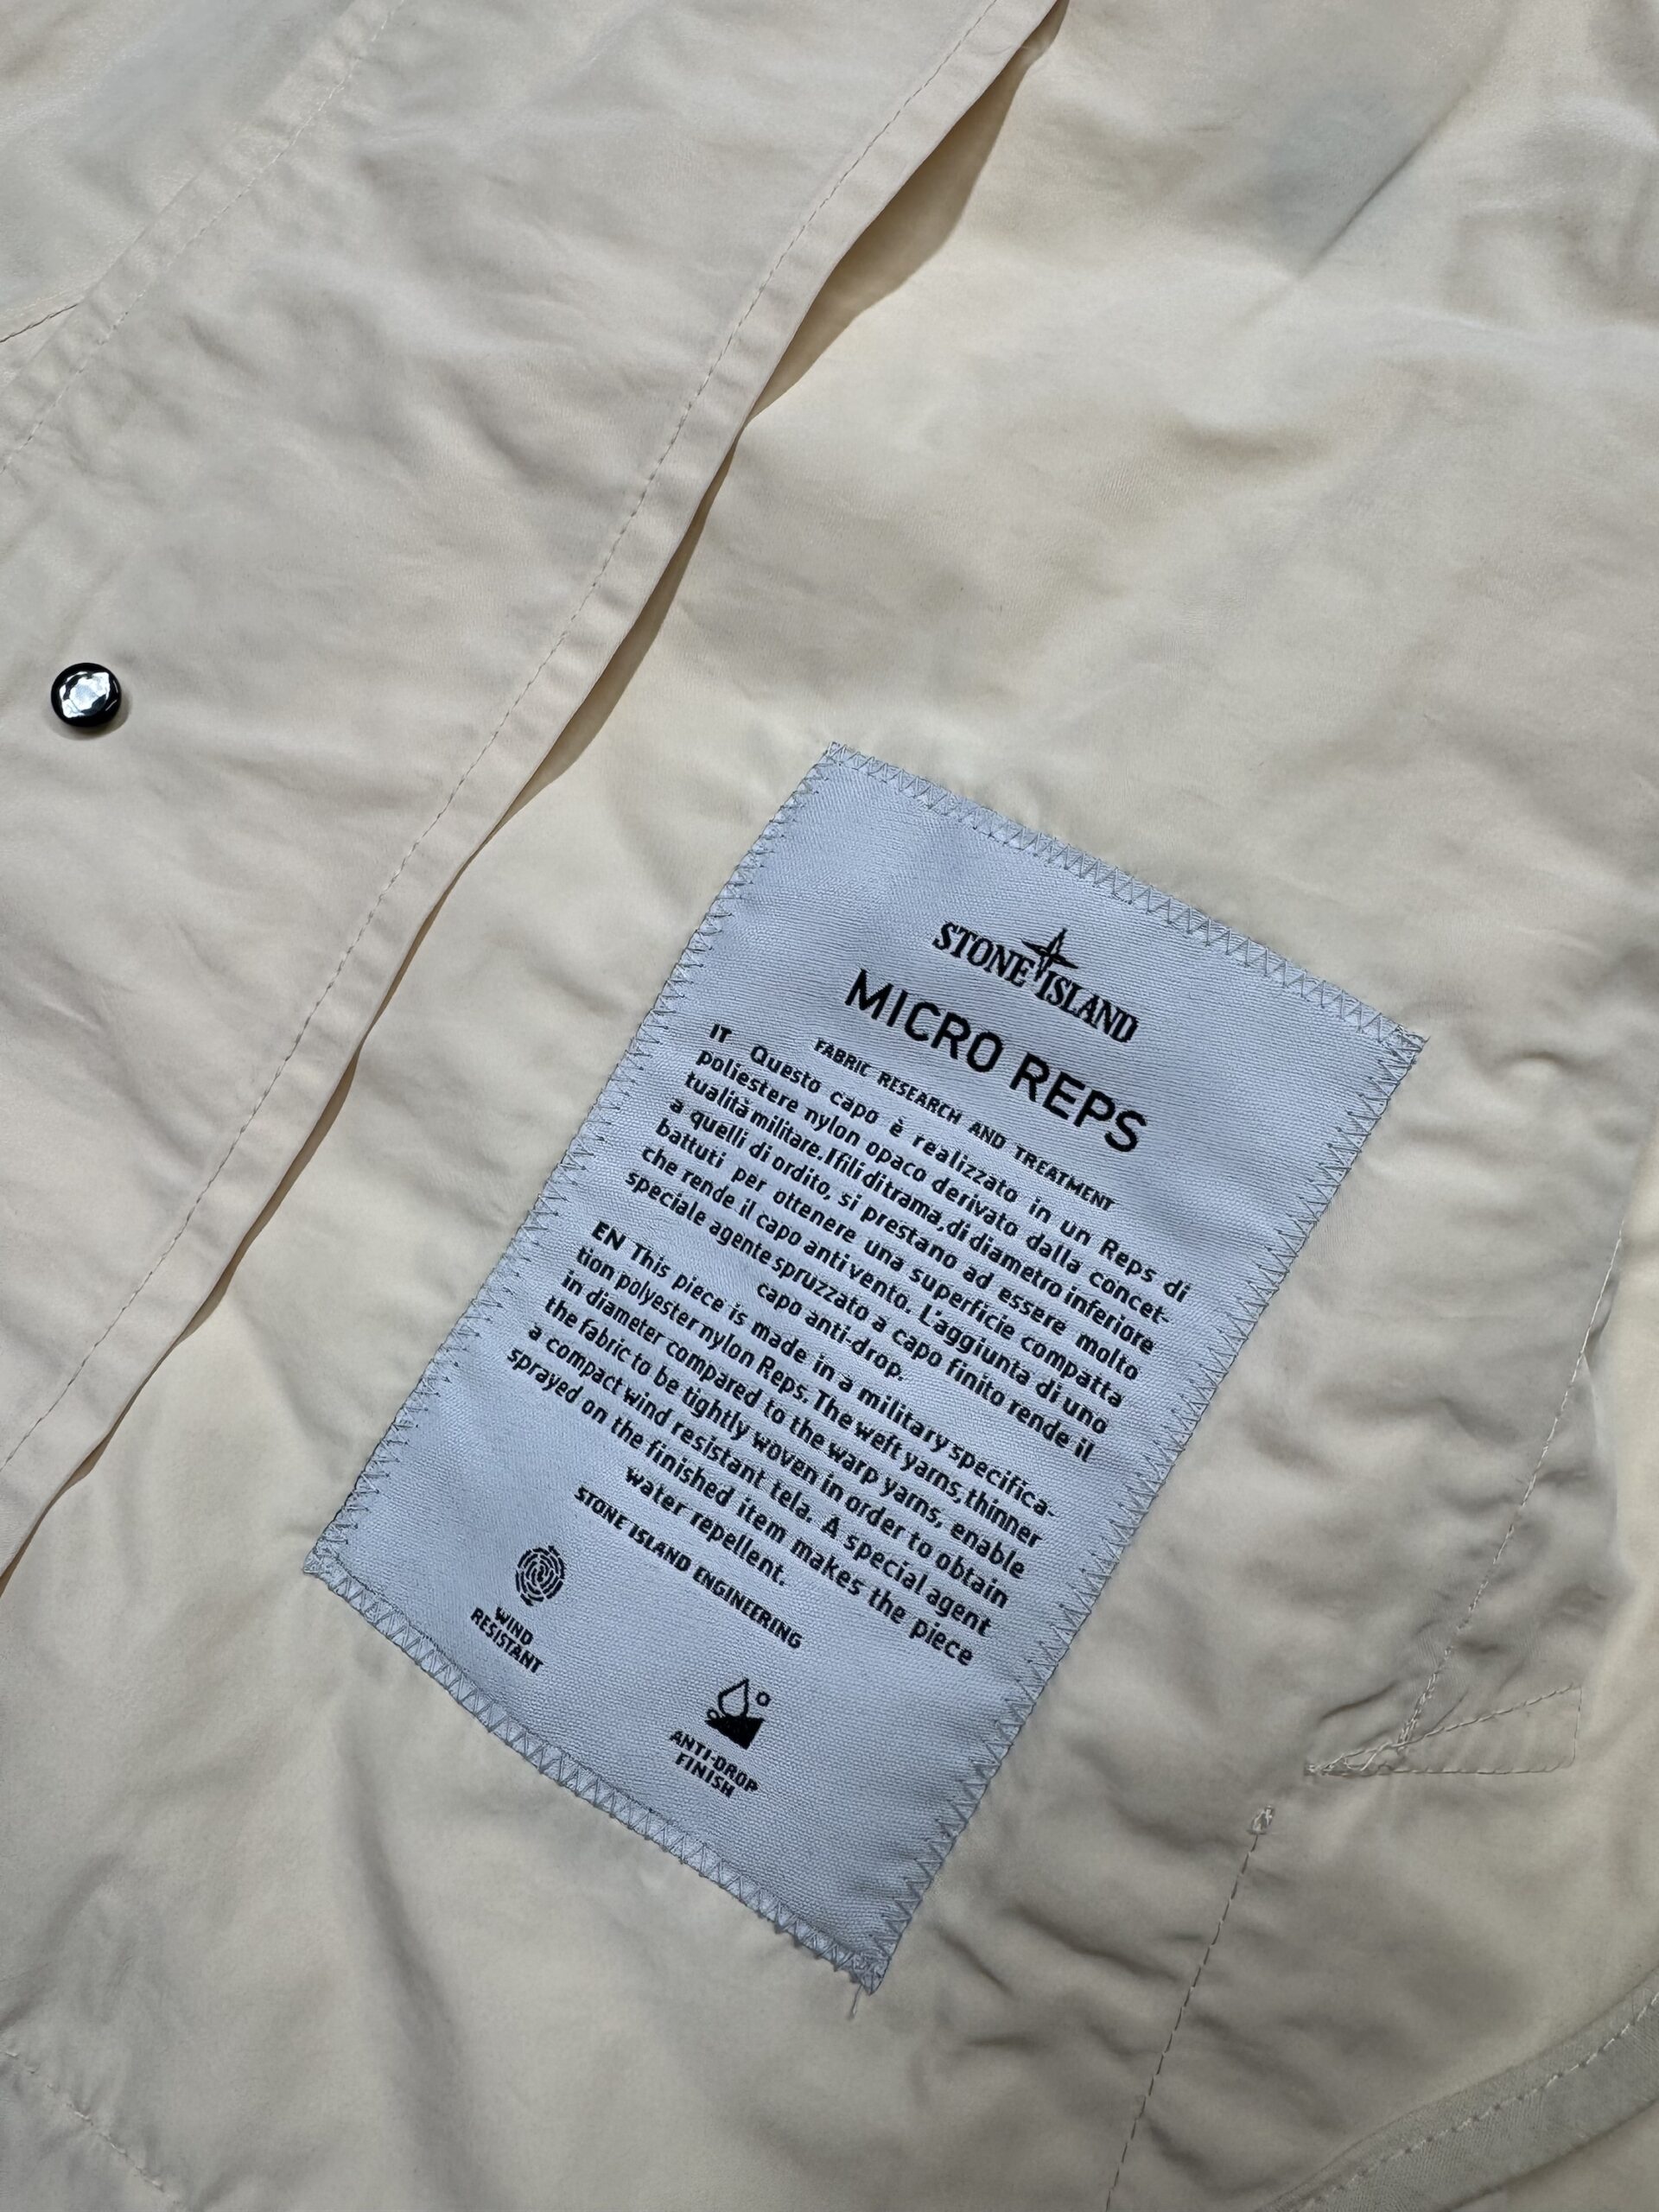 STONE ISLAND
MICRO REPS
FABRIC RESEARCH AND TREATMENT
IT Questo capo è realizzato in un Reps di
poliestere nylon opaco derivato dalla concet-
tualità militare. I fili di trama, di diametro inferiore
a quelli di ordito, si prestano ad essere molto
battuti per ottenere una superficie compatta
che rende il capo antivento. L'aggiunta di uno
speciale agente spruzzato a capo finito rende il
capo anti-drop.
EN This piece is made in a military specifica-
tion polyester nylon Reps. The weft yarns, thinner
in diameter compared to the warp yarns, enable
the fabric to be tightly woven in order to obtain
a compact wind resistant tela. A special agent
sprayed on the finished item makes the piece
water repellent.
STONE ISLAND ENGINEERING
WIND
RESISTANT
ANTI-DROP
FINISH